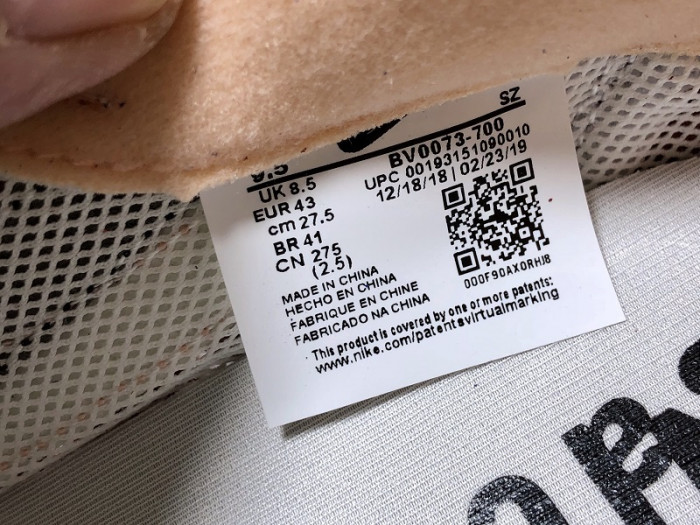 SZ
9.5
BV0073-700
UK 8.5
UPC 00193151090010
EUR 43
12/18/18 | 02/23/19
cm 27.5
BR 41
CN 275
(2.5)
000F90AXORHJ8
MADE IN CHINA
HECHO EN CHINA
FABRIQUE EN CHINE
FABRICADO NA CHINA
This product is covered by one or more patents:
www.nike.com/patentsvirtualmarking